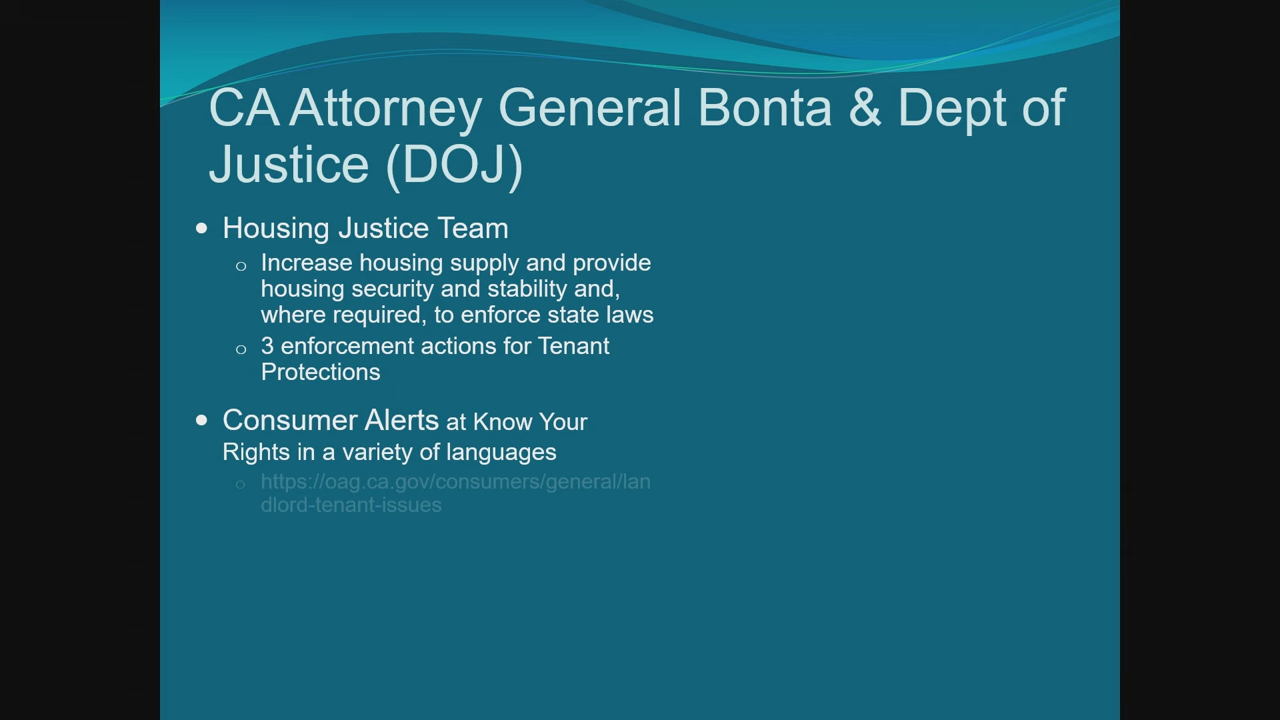 CA Attorney General Bonta & Dept of
Justice (DOJ)
• Housing Justice Team
o Increase housing supply and provide
housing security and stability and,
where required, to enforce state laws
o 3 enforcement actions for Tenant
Protections
• Consumer Alerts at Know Your
Rights in a variety of languages
o https://oag.ca.gov/consumers/general/lan
dlord-tenant-issues